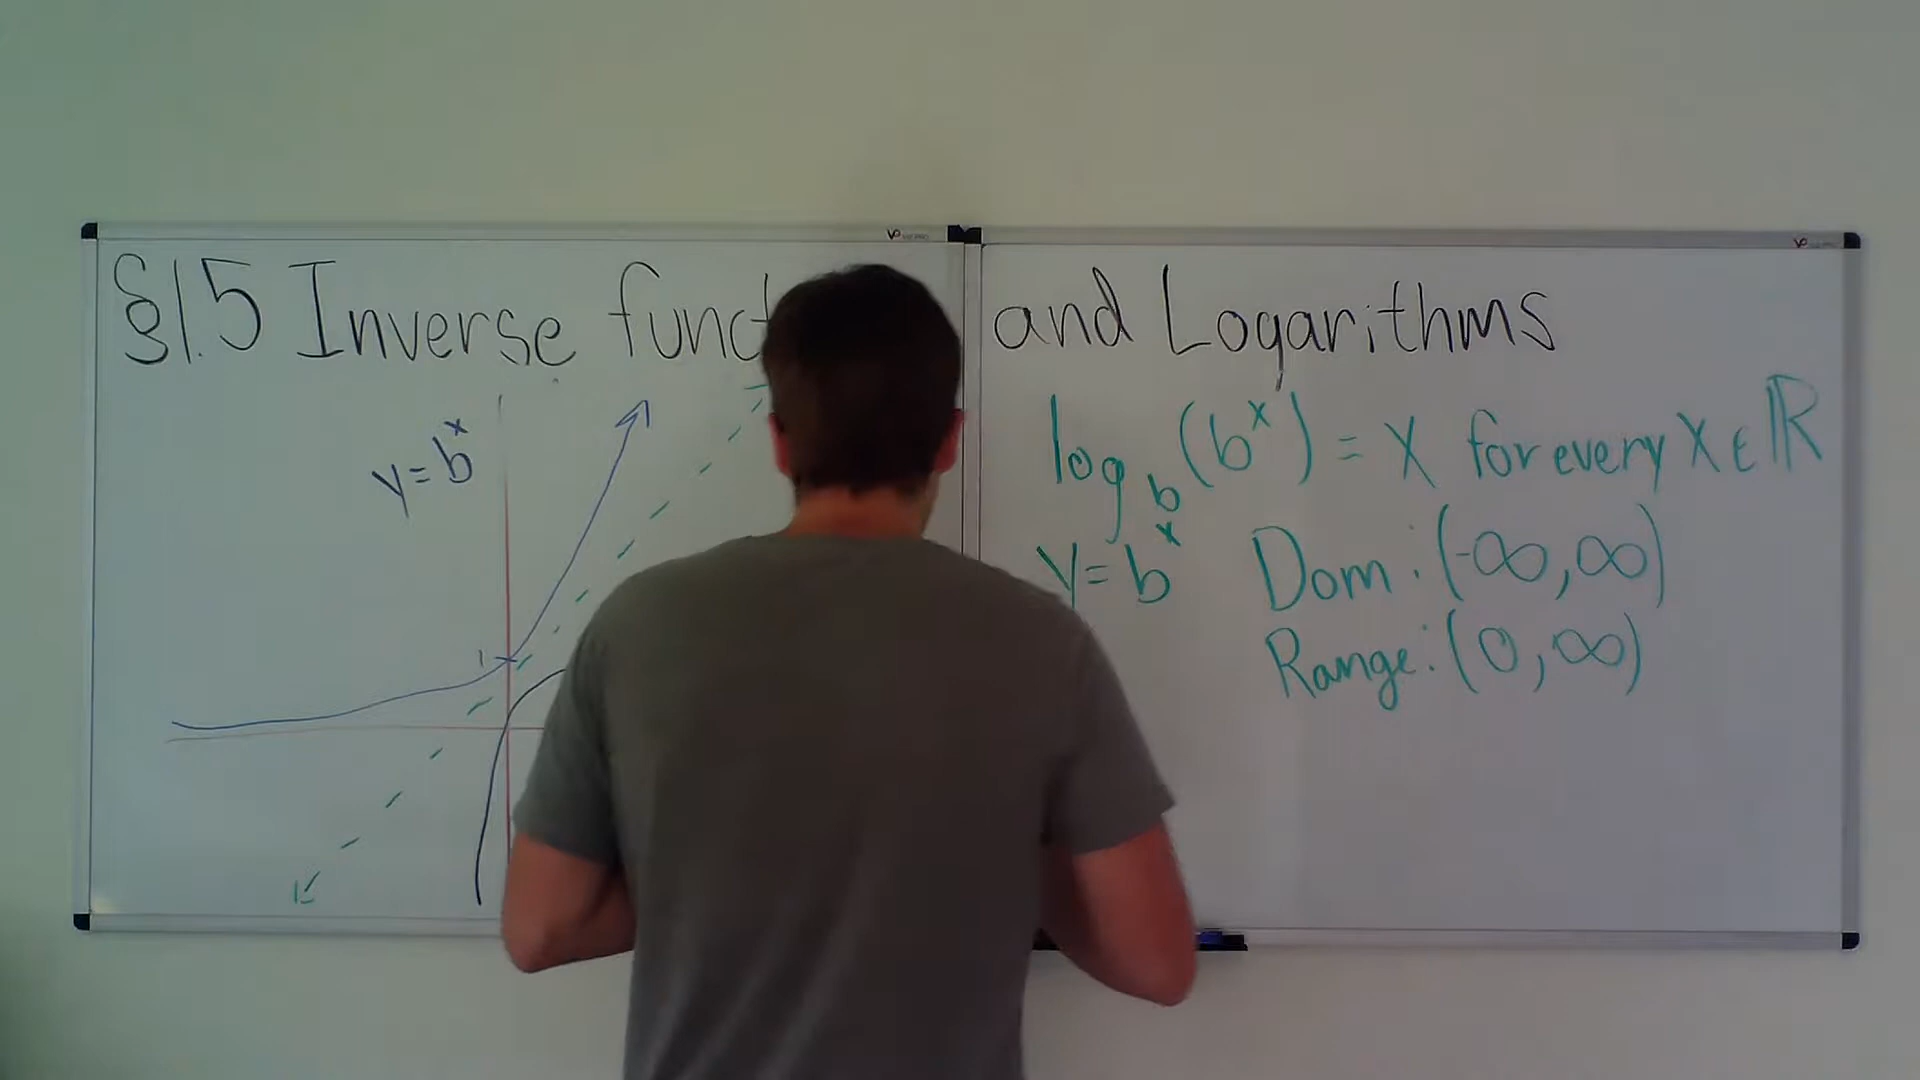 §1.5 Inverse funct and Logarithms
y=b^x
1
log_b(b^x) = x for every x ∈ ℝ
y=b^x Dom: (-∞,∞)
Range: (0,∞)